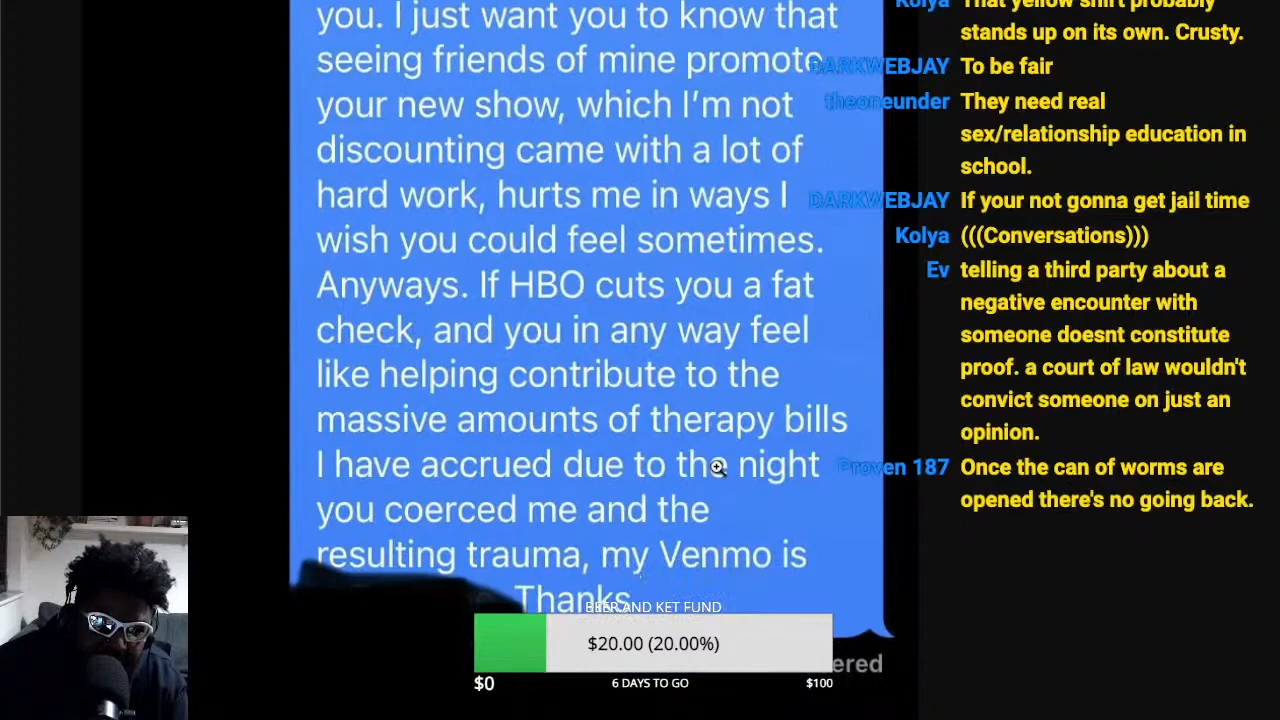 you. I just want you to know that
seeing friends of mine promote
your new show, which I'm not
discounting came with a lot of
hard work, hurts me in ways I
wish you could feel sometimes.
Anyways. If HBO cuts you a fat
check, and you in any way feel
like helping contribute to the
massive amounts of therapy bills
I have accrued due to the night
you coerced me and the
resulting trauma, my Venmo is
Thanks
ered
BEER AND KET FUND
$20.00 (20.00%)
$0 6 DAYS TO GO $100
Kolya That yellow shirt probably
stands up on its own. Crusty.
DARKWEBJAY To be fair
theoneunder They need real
sex/relationship education in
school.
DARKWEBJAY If your not gonna get jail time
Kolya (((Conversations)))
Ev telling a third party about a
negative encounter with
someone doesnt constitute
proof. a court of law wouldn't
convict someone on just an
opinion.
Proven 187 Once the can of worms are
opened there's no going back.